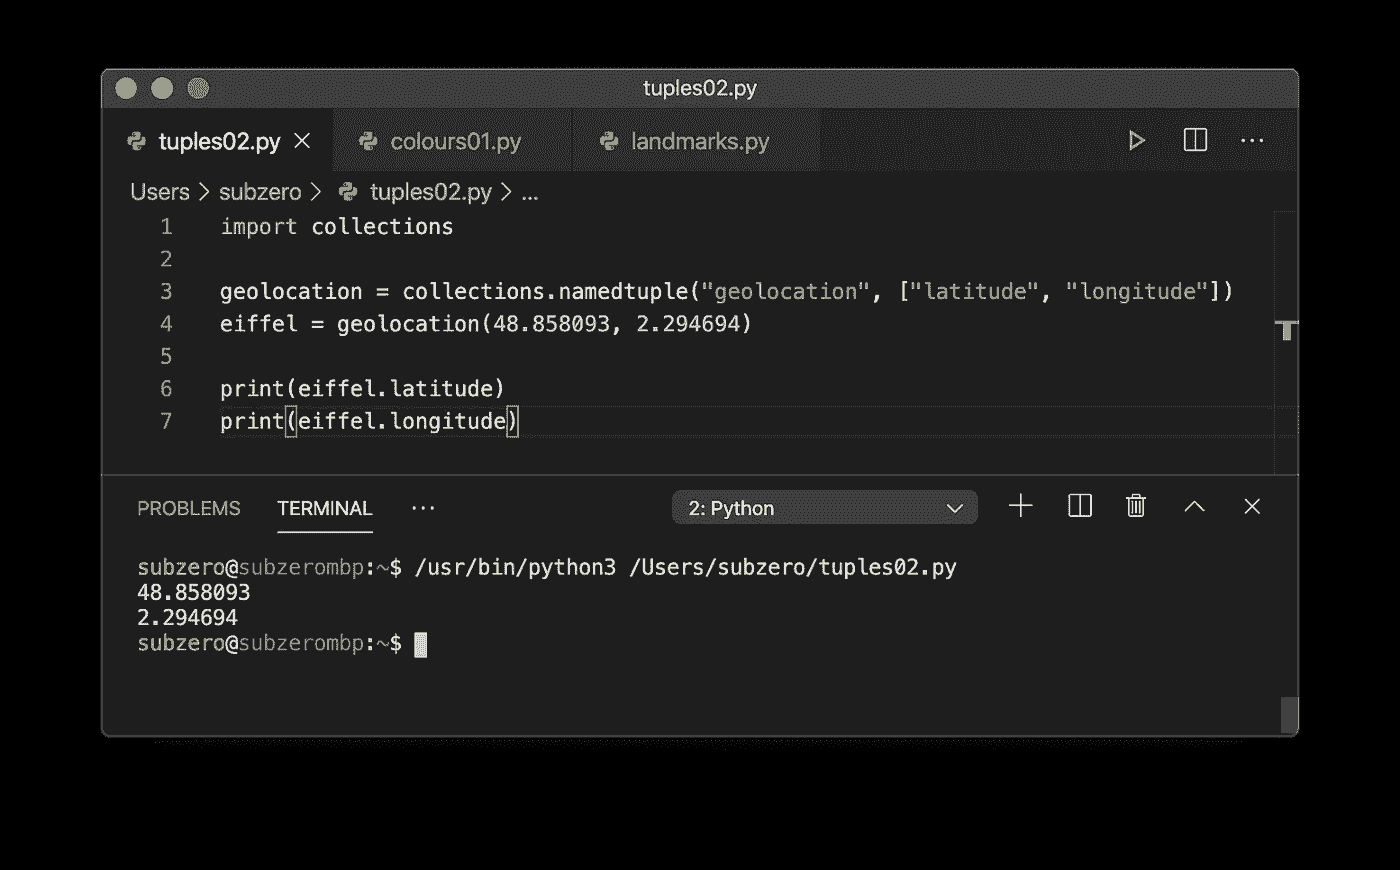 tuples02.py
tuples02.py colours01.py landmarks.py
Users > subzero > tuples02.py > ...
1 import collections
2
3 geolocation = collections.namedtuple("geolocation", ["latitude", "longitude"])
4 eiffel = geolocation(48.858093, 2.294694)
5
6 print(eiffel.latitude)
7 print(eiffel.longitude)
PROBLEMS TERMINAL ... 2: Python
subzero@subzerombp:~$ /usr/bin/python3 /Users/subzero/tuples02.py
48.858093
2.294694
subzero@subzerombp:~$